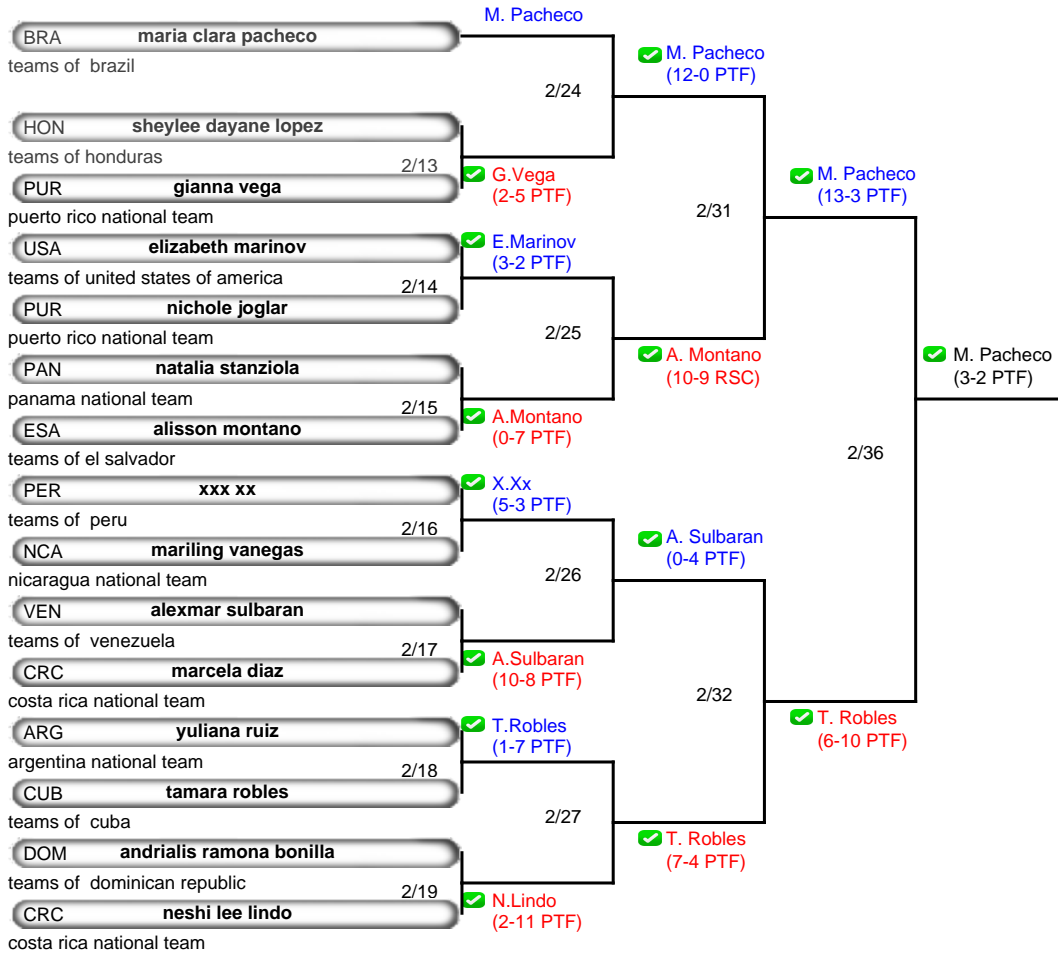 M. Pacheco
BRA maria clara pacheco
teams of  brazil
M. Pacheco
(12-0 PTF)
2/24
HON sheylee dayane lopez
teams of honduras
2/13
G.Vega
(2-5 PTF)
PUR gianna vega
puerto rico national team
M. Pacheco
(13-3 PTF)
2/31
USA elizabeth marinov
teams of united states of america
E.Marinov
(3-2 PTF)
2/14
PUR nichole joglar
puerto rico national team
2/25
A. Montano
(10-9 RSC)
PAN natalia stanziola
panama national team
2/15
A.Montano
(0-7 PTF)
ESA alisson montano
teams of el salvador
M. Pacheco
(3-2 PTF)
2/36
PER xxx xx
teams of  peru
X.Xx
(5-3 PTF)
2/16
NCA mariling vanegas
nicaragua national team
2/26
A. Sulbaran
(0-4 PTF)
VEN alexmar sulbaran
teams of  venezuela
2/17
A.Sulbaran
(10-8 PTF)
CRC marcela diaz
costa rica national team
2/32
T. Robles
(6-10 PTF)
ARG yuliana ruiz
argentina national team
T.Robles
(1-7 PTF)
2/18
CUB tamara robles
teams of  cuba
2/27
T. Robles
(7-4 PTF)
DOM andrialis ramona bonilla
teams of  dominican republic
2/19
N.Lindo
(2-11 PTF)
CRC neshi lee lindo
costa rica national team